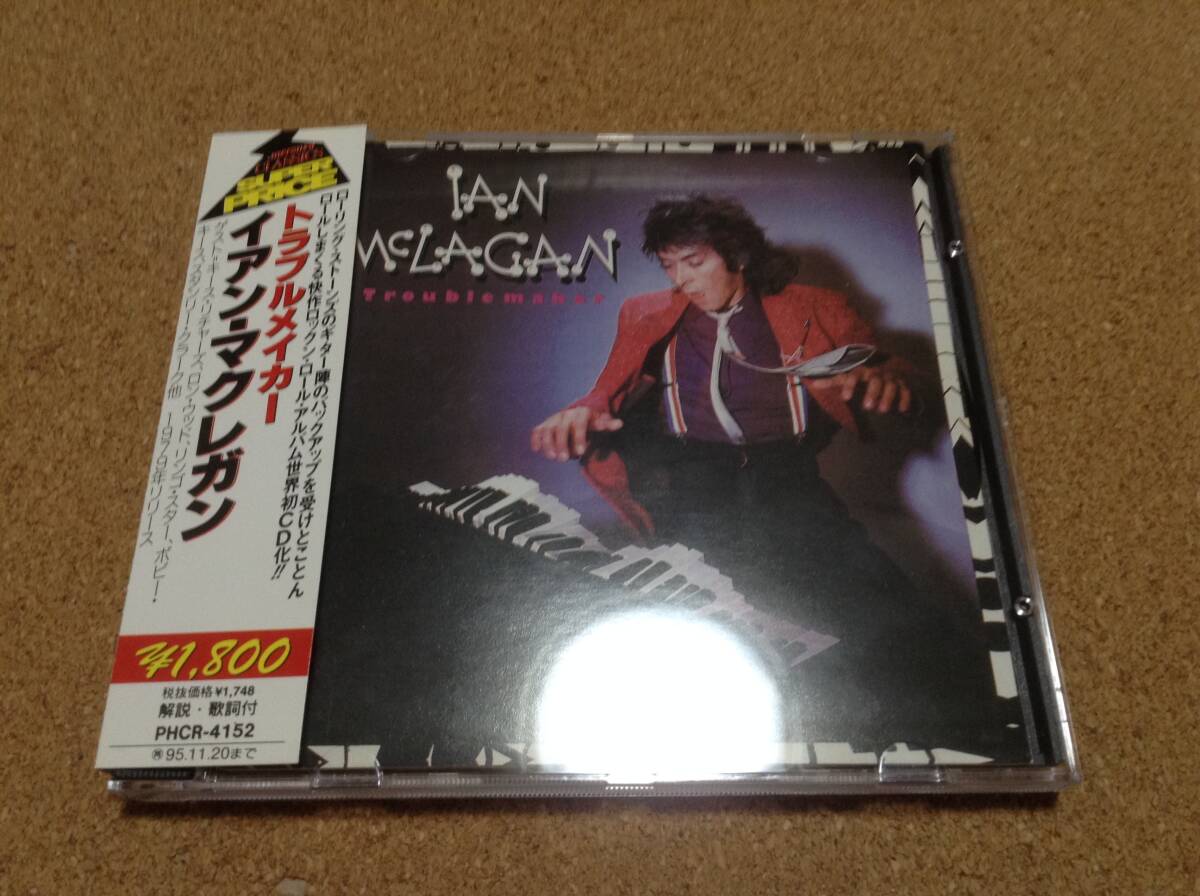 mercury
CLASSICS
SUPER
PRICE
ローリング・ストーンズのギター陣のバックアップを受けとことん
ロールしまくる快作ロックン・ロール・アルバム世界初CD化!!
トラブルメイカー
イアン・マクレガン
ゲスト・キース・リチャーズ、ロン・ウッド、リンゴ・スター、ボビー・
キース、スタンリー・クラーク他 1979年リリース
¥1,800
税抜価格¥1,748
解説・歌詞付
PHCR-4152
再95.11.20まで
IAN
McLAGAN
Troublemaker